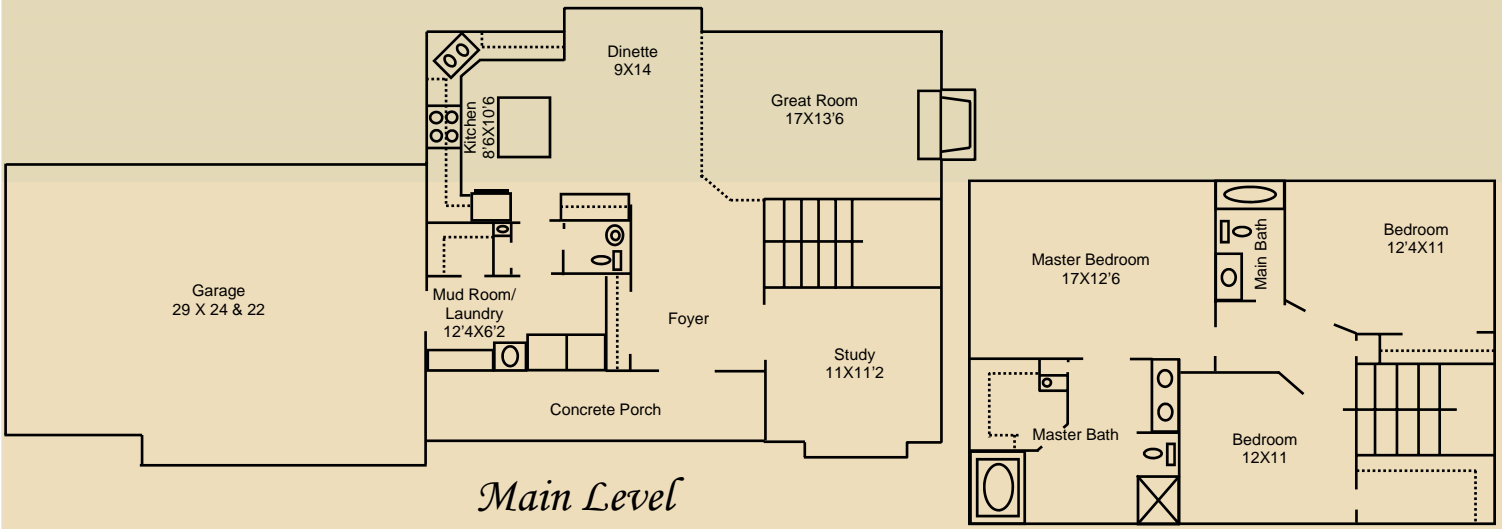 Dinette
9X14
Great Room
17X13'6
Kitchen
8'6X10'6
Garage
29 X 24 & 22
Mud Room/
Laundry
12'4X6'2
Foyer
Study
11X11'2
Concrete Porch
Main Level
Master Bedroom
17X12'6
Main Bath
Bedroom
12'4X11
Master Bath
Bedroom
12X11